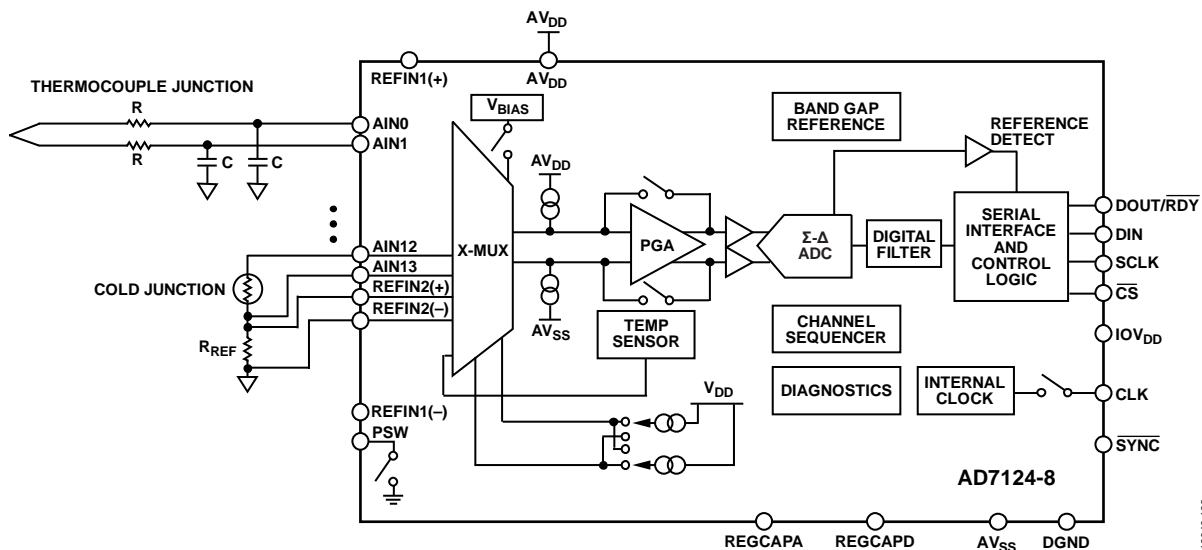 AVDD
REFIN1(+)
AVDD
THERMOCOUPLE JUNCTION
R
AIN0
R
AIN1
C
C
VBIAS
BAND GAP
REFERENCE
REFERENCE
DETECT
AVDD
X-MUX
PGA
Σ-Δ
ADC
DIGITAL
FILTER
SERIAL
INTERFACE
AND
CONTROL
LOGIC
DOUT/RDY
DIN
SCLK
CS
AIN12
AIN13
REFIN2(+)
REFIN2(–)
COLD JUNCTION
RREF
AVSS
TEMP
SENSOR
CHANNEL
SEQUENCER
IOVDD
DIAGNOSTICS
INTERNAL
CLOCK
CLK
VDD
REFIN1(–)
PSW
SYNC
AD7124-8
REGCAPA
REGCAPD
AVSS
DGND